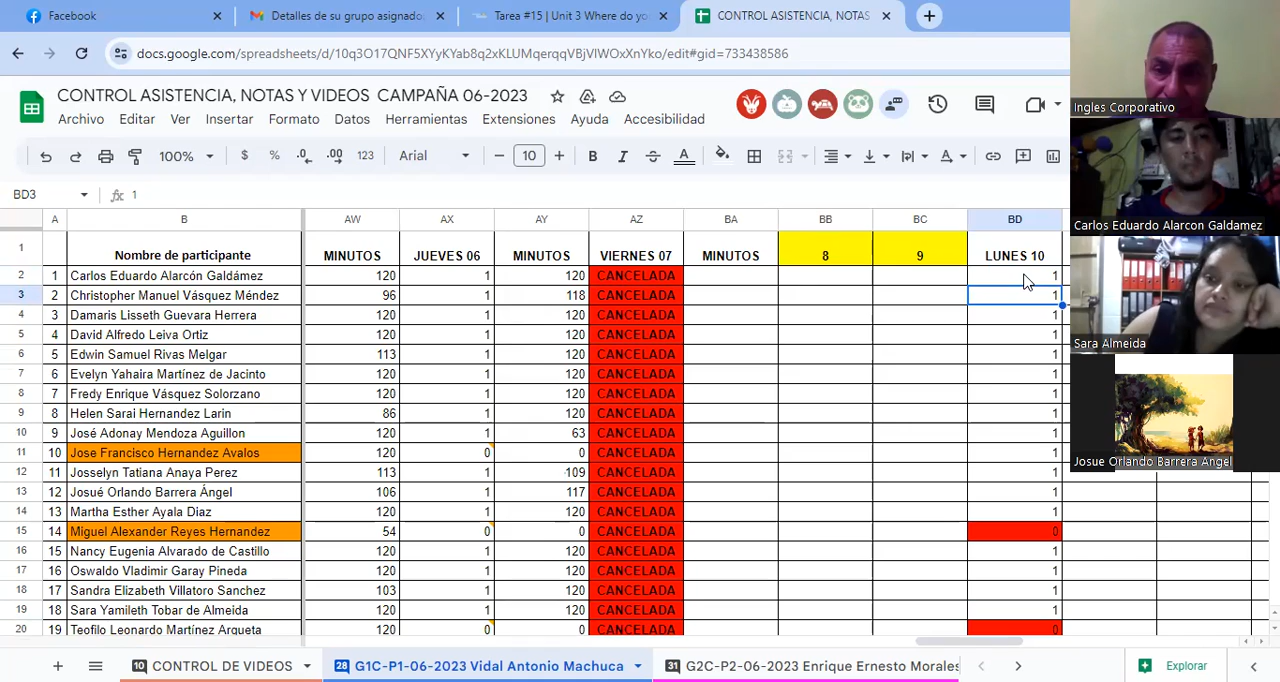 Facebook
Detalles de su grupo asignado
Tarea #15 | Unit 3 Where do yo
CONTROL ASISTENCIA, NOTAS
docs.google.com/spreadsheets/d/10q3O17QNF5XYyKYab8q2xKLUMqerqqVBjVIWOxXnYko/edit#gid=733438586
CONTROL ASISTENCIA, NOTAS Y VIDEOS CAMPAÑA 06-2023
Archivo Editar Ver Insertar Formato Datos Herramientas Extensiones Ayuda Accesibilidad
100% $ % .0 .00 123 Arial 10 B I A
BD3 fx 1
A B AW AX AY AZ BA BB BC BD
1 Nombre de participante MINUTOS JUEVES 06 MINUTOS VIERNES 07 MINUTOS 8 9 LUNES 10
2 1 Carlos Eduardo Alarcón Galdámez 120 1 120 CANCELADA 1
3 2 Christopher Manuel Vásquez Méndez 96 1 118 CANCELADA 1
4 3 Damaris Lisseth Guevara Herrera 120 1 120 CANCELADA 1
5 4 David Alfredo Leiva Ortiz 120 1 120 CANCELADA 1
6 5 Edwin Samuel Rivas Melgar 113 1 120 CANCELADA 1
7 6 Evelyn Yahaira Martínez de Jacinto 120 1 120 CANCELADA 1
8 7 Fredy Enrique Vásquez Solorzano 120 1 120 CANCELADA 1
9 8 Helen Sarai Hernandez Larin 86 1 120 CANCELADA 1
10 9 José Adonay Mendoza Aguillon 120 1 63 CANCELADA 1
11 10 Jose Francisco Hernandez Avalos 120 0 0 CANCELADA 1
12 11 Josselyn Tatiana Anaya Perez 113 1 109 CANCELADA 1
13 12 Josué Orlando Barrera Ángel 106 1 117 CANCELADA 1
14 13 Martha Esther Ayala Diaz 120 1 120 CANCELADA 1
15 14 Miguel Alexander Reyes Hernandez 54 0 0 CANCELADA 0
16 15 Nancy Eugenia Alvarado de Castillo 120 1 120 CANCELADA 1
17 16 Oswaldo Vladimir Garay Pineda 120 1 120 CANCELADA 1
18 17 Sandra Elizabeth Villatoro Sanchez 103 1 120 CANCELADA 1
19 18 Sara Yamileth Tobar de Almeida 120 1 120 CANCELADA 1
20 19 Teofilo Leonardo Martínez Argueta 120 0 0 CANCELADA 0
10 CONTROL DE VIDEOS 28 G1C-P1-06-2023 Vidal Antonio Machuca 31 G2C-P2-06-2023 Enrique Ernesto Morales Explorar
Ingles Corporativo
Carlos Eduardo Alarcon Galdamez
Sara Almeida
Josue Orlando Barrera Angel